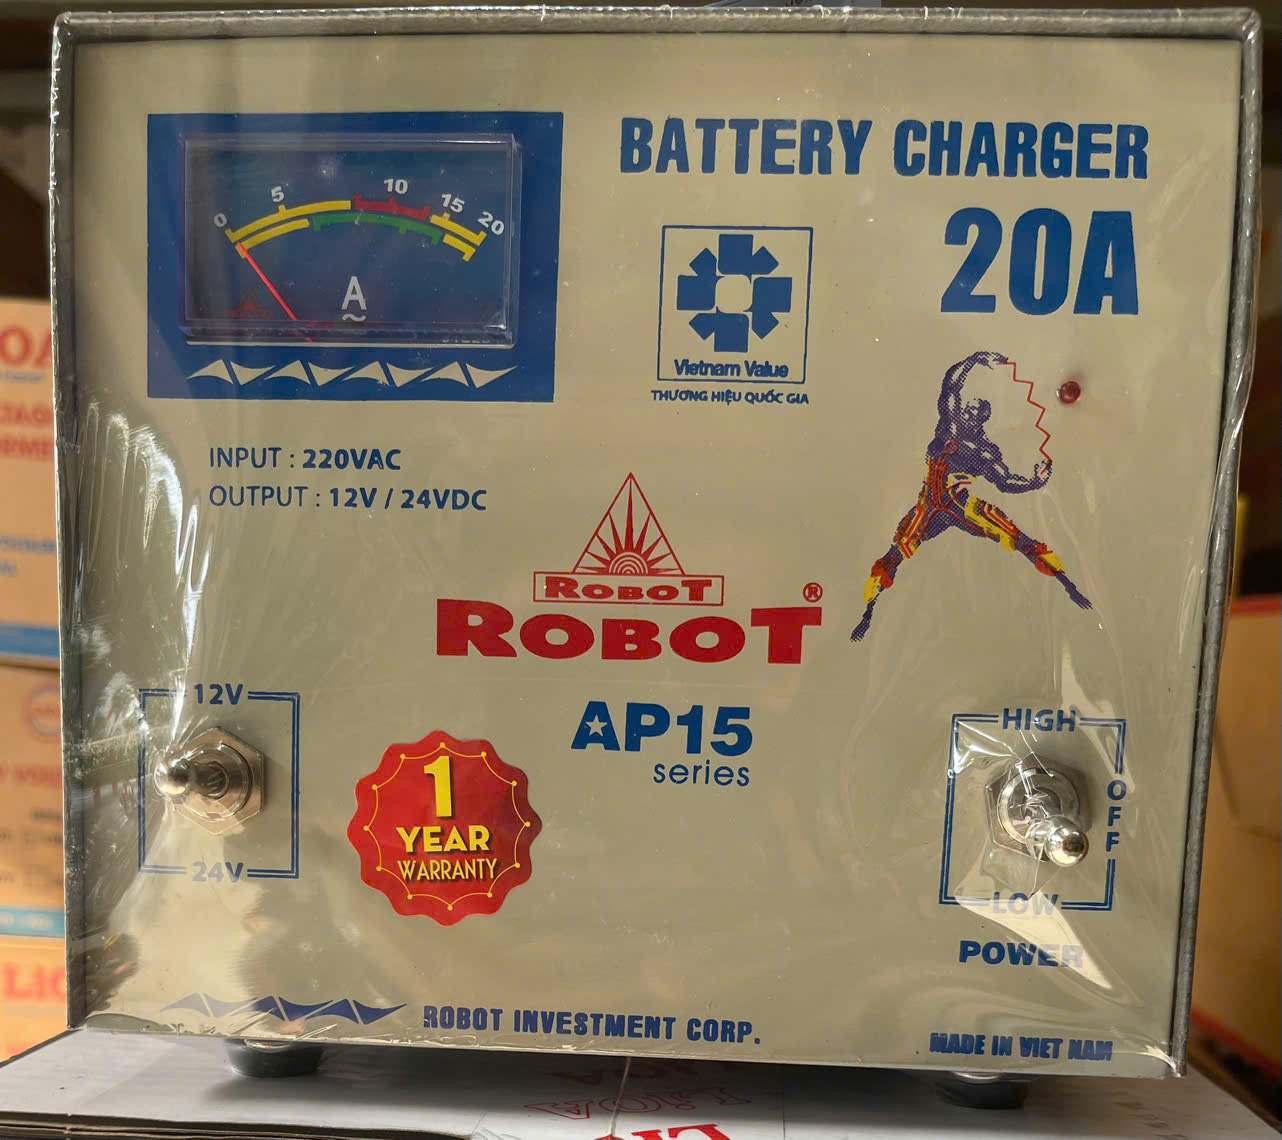 BATTERY CHARGER
20A
0 5 10 15 20
A
Vietnam Value
THƯƠNG HIỆU QUỐC GIA
INPUT : 220VAC
OUTPUT : 12V / 24VDC
ROBOT
ROBOT®
AP15
series
12V
24V
1
YEAR
WARRANTY
HIGH
OFF
LOW
POWER
ROBOT INVESTMENT CORP.
MADE IN VIET NAM
LIOA